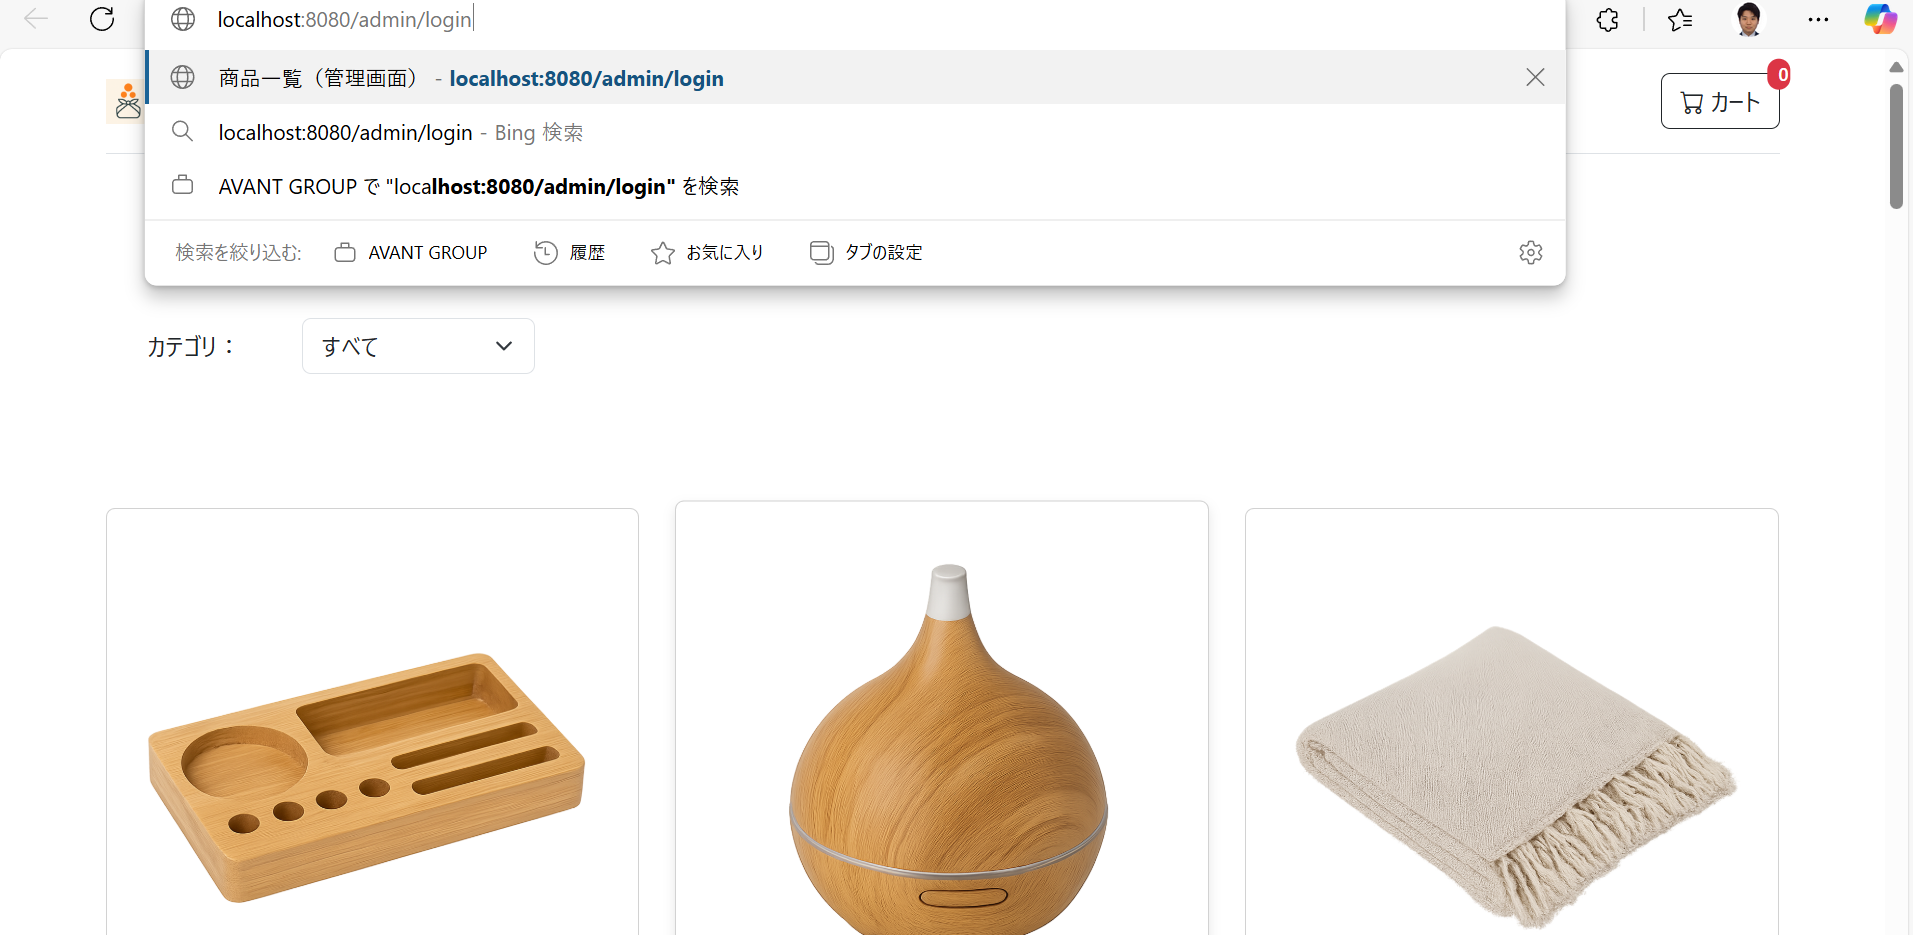 localhost:8080/admin/login
商品一覧（管理画面） - localhost:8080/admin/login
0
カート
localhost:8080/admin/login - Bing 検索
AVANT GROUP で "localhost:8080/admin/login" を検索
検索を絞り込む: AVANT GROUP 履歴 お気に入り タブの設定
カテゴリ： すべて